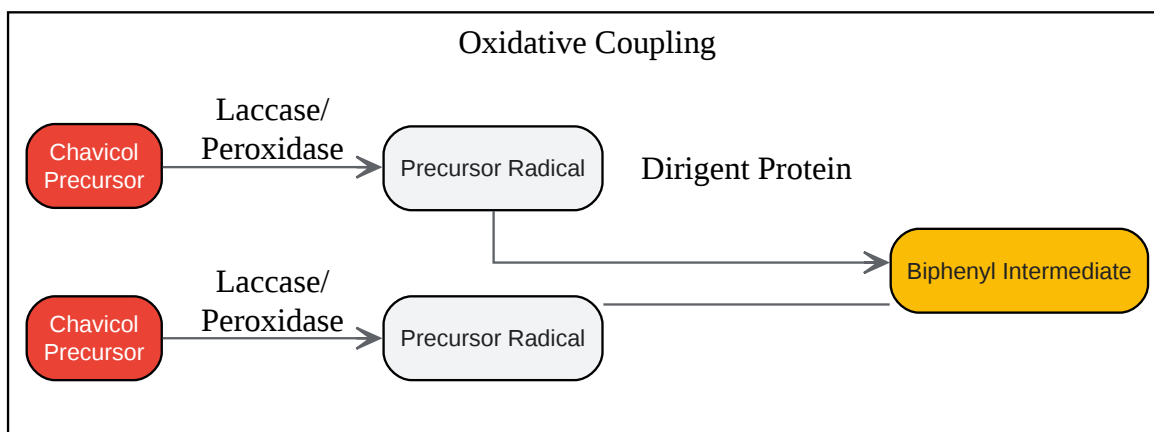 Oxidative Coupling
Laccase/
Peroxidase
Chavicol
Precursor
Precursor Radical
Dirigent Protein
Biphenyl Intermediate
Laccase/
Peroxidase
Chavicol
Precursor
Precursor Radical